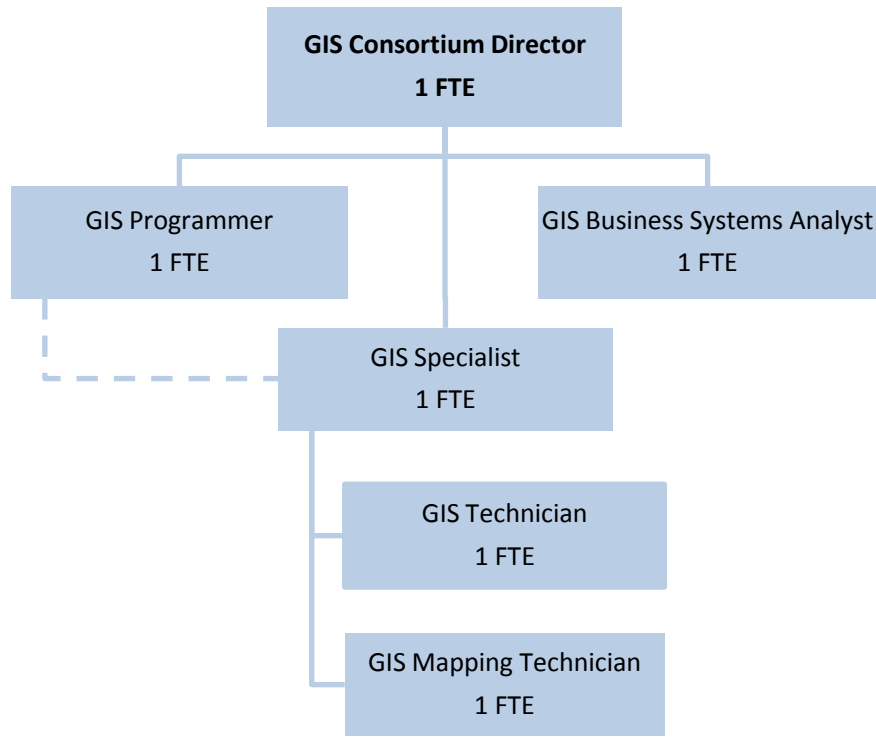 GIS Consortium Director
1 FTE
GIS Programmer
1 FTE
GIS Business Systems Analyst
1 FTE
GIS Specialist
1 FTE
GIS Technician
1 FTE
GIS Mapping Technician
1 FTE